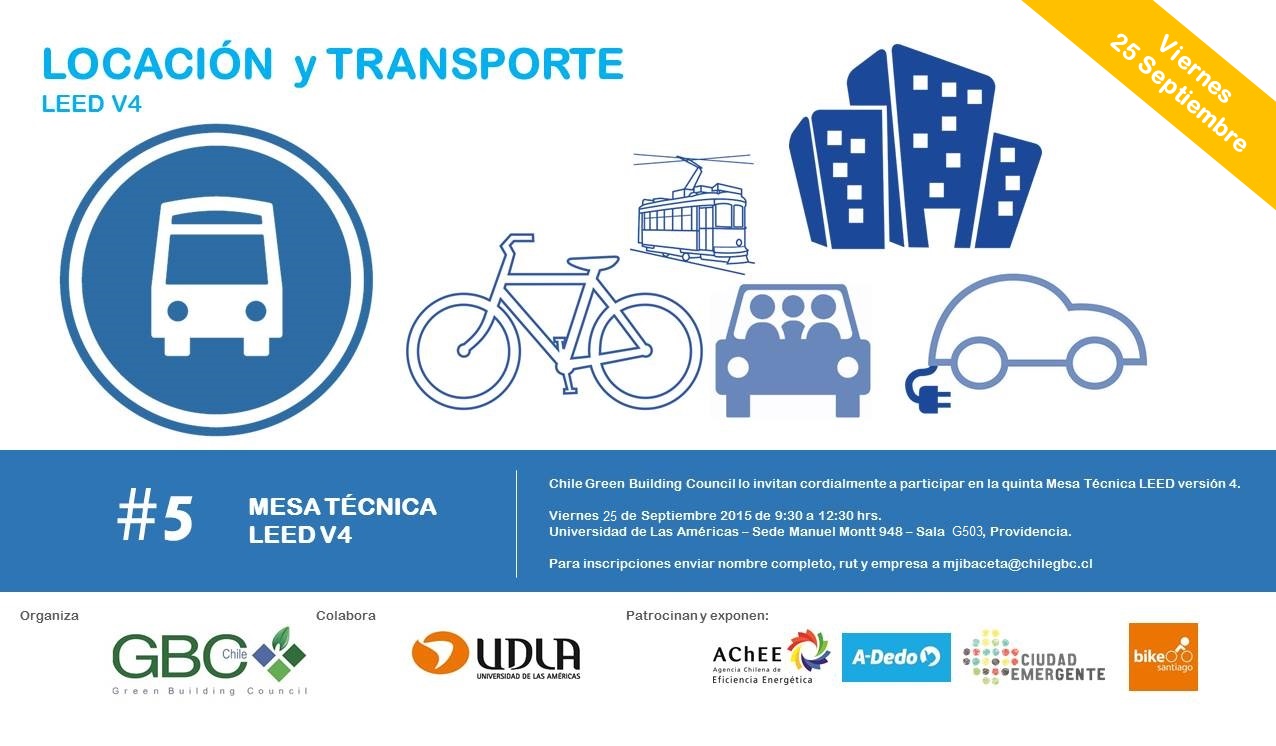 LOCACIÓN y TRANSPORTE
LEED V4
Viernes
25 Septiembre
#5
MESA TÉCNICA
LEED V4
Chile Green Building Council lo invitan cordialmente a participar en la quinta Mesa Técnica LEED versión 4.
Viernes 25 de Septiembre 2015 de 9:30 a 12:30 hrs.
Universidad de Las Américas – Sede Manuel Montt 948 – Sala G503, Providencia.
Para inscripciones enviar nombre completo, rut y empresa a mjibaceta@chilegbc.cl
Organiza
GBC Chile
Green Building Council
Colabora
UDLA
UNIVERSIDAD DE LAS AMÉRICAS
Patrocinan y exponen:
AChEE
Agencia Chilena de
Eficiencia Energética
A-Dedo
CIUDAD
EMERGENTE
bike
santiago